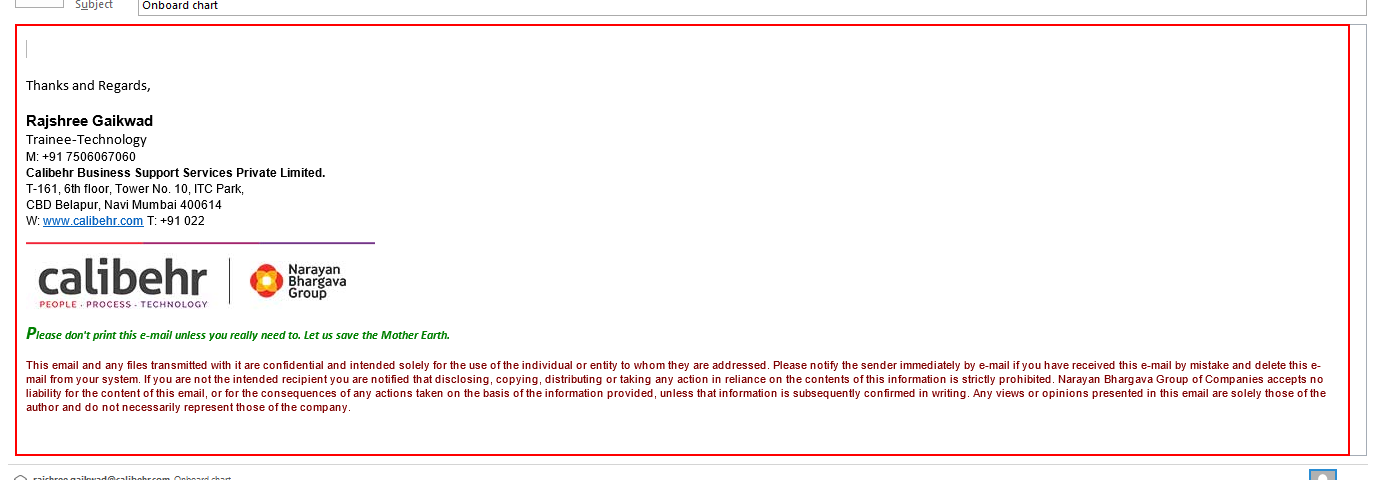 Subject
Onboard chart
Thanks and Regards,
Rajshree Gaikwad
Trainee-Technology
M: +91 7506067060
Calibehr Business Support Services Private Limited.
T-161, 6th floor, Tower No. 10, ITC Park,
CBD Belapur, Navi Mumbai 400614
W: www.calibehr.com T: +91 022
calibehr
PEOPLE . PROCESS . TECHNOLOGY
Narayan
Bhargava
Group
Please don't print this e-mail unless you really need to. Let us save the Mother Earth.
This email and any files transmitted with it are confidential and intended solely for the use of the individual or entity to whom they are addressed. Please notify the sender immediately by e-mail if you have received this e-mail by mistake and delete this e-
mail from your system. If you are not the intended recipient you are notified that disclosing, copying, distributing or taking any action in reliance on the contents of this information is strictly prohibited. Narayan Bhargava Group of Companies accepts no
liability for the content of this email, or for the consequences of any actions taken on the basis of the information provided, unless that information is subsequently confirmed in writing. Any views or opinions presented in this email are solely those of the
author and do not necessarily represent those of the company.
rajshree.gaikwad@calibehr.com Onboard chart